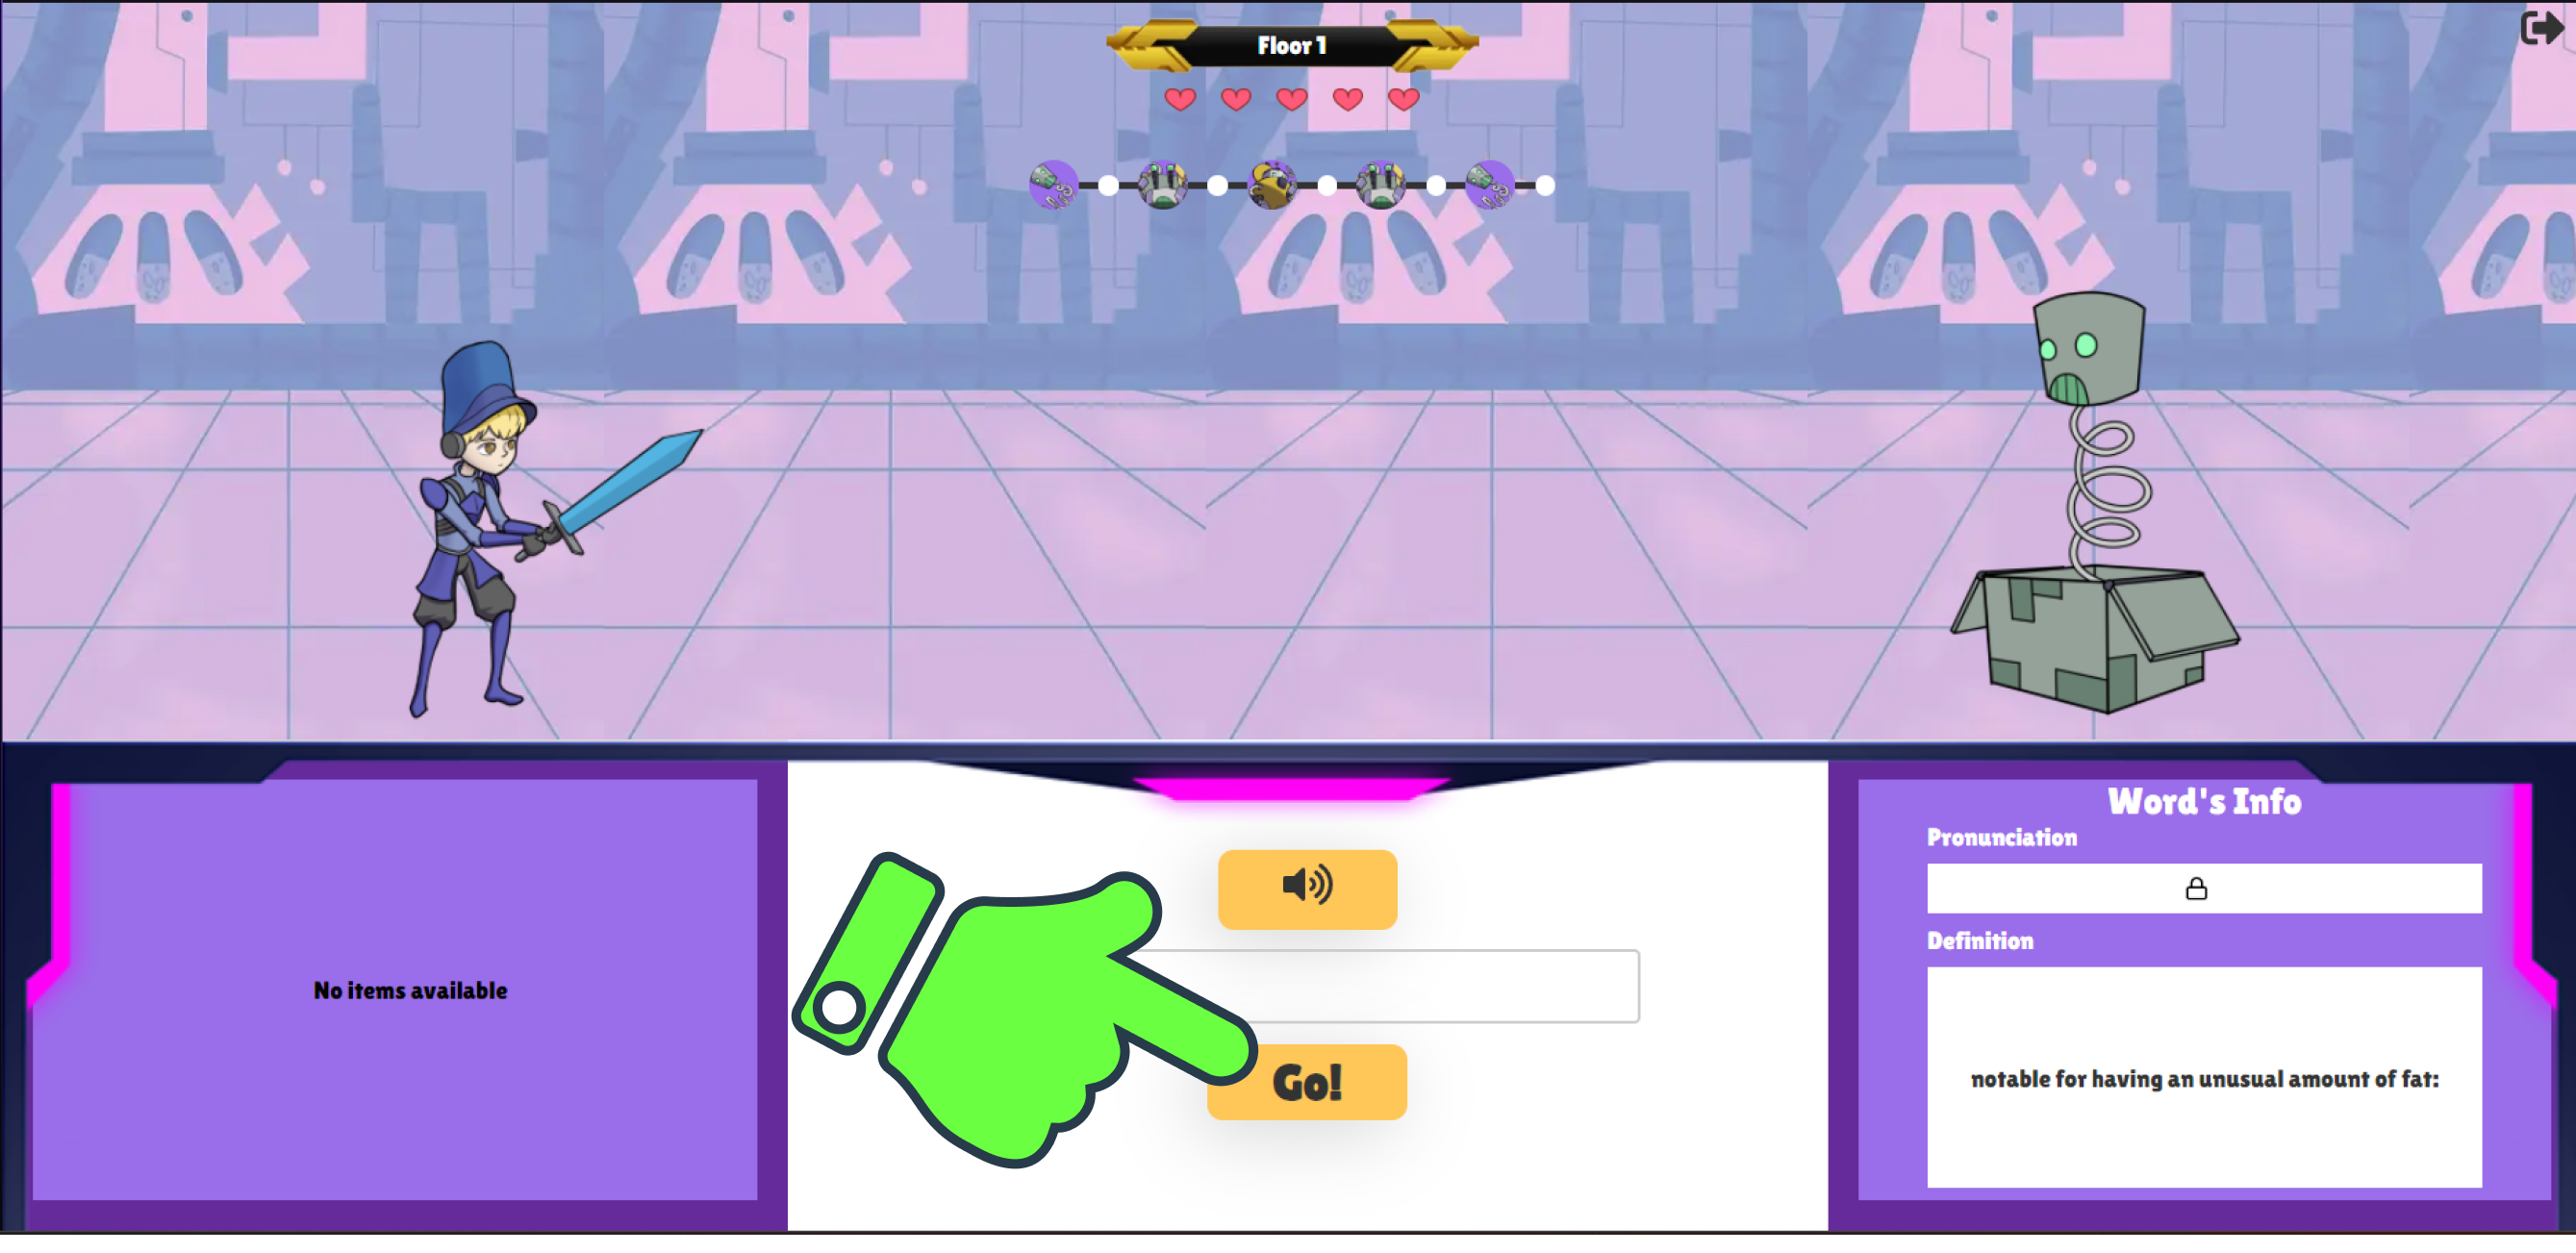 Floor 1
No items available
Go!
Word's Info
Pronunciation
Definition
notable for having an unusual amount of fat: